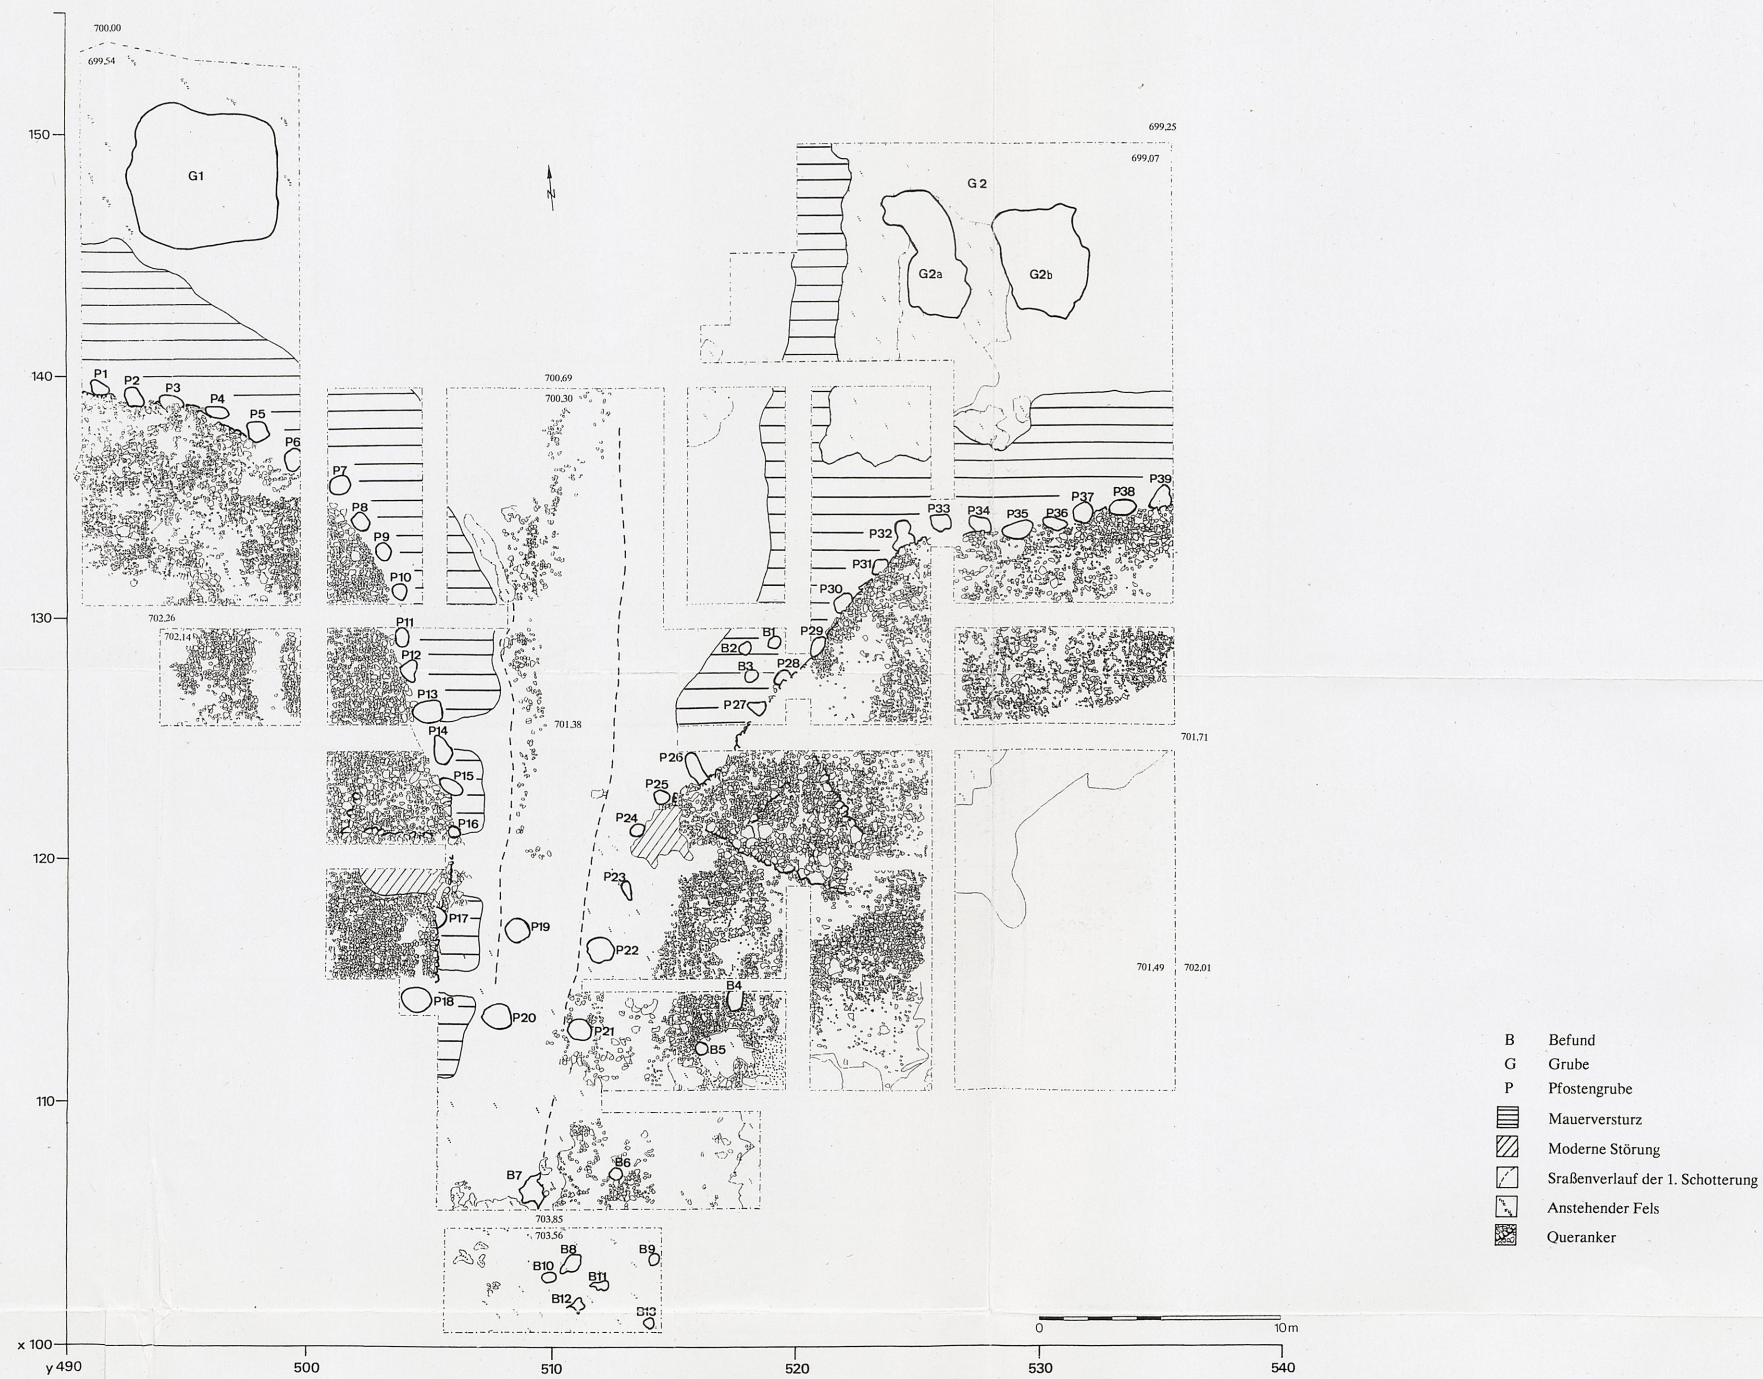 700,00
699,54
150
G1
N
699,25
699,07
G2
G2a
G2b
140
700,69
700,30
P1
P2
P3
P4
P5
P6
P7
P8
P9
P10
P39
P38
P37
P36
P35
P34
P33
P32
P31
P30
130
702,26
702,14
P11
P12
P13
P14
P15
P16
B1
B2
B3
P29
P28
P27
701,38
701,71
P26
P25
P24
120
P23
P17
P19
P22
701,49
702,01
P18
P20
P21
B4
B5
110
B7
B6
703,85
703,56
B8
B9
B10
B11
B12
B13
B Befund
G Grube
P Pfostengrube
Mauerversturz
Moderne Störung
Sraßenverlauf der 1. Schotterung
Anstehender Fels
Queranker
0 10m
x 100
y 490 500 510 520 530 540